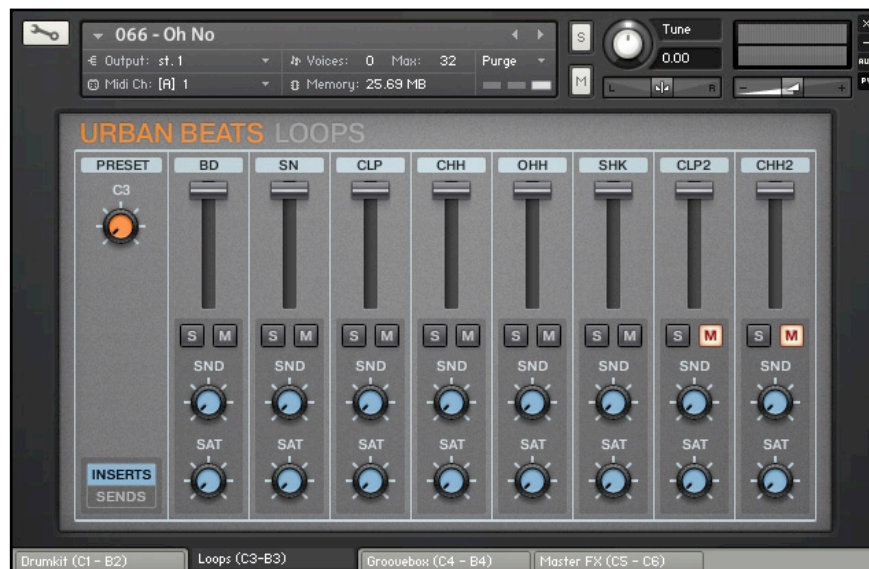 066 - Oh No
Output: st.1 Voices: 0 Max: 32 Purge
Midi Ch: [A] 1 Memory: 25.69 MB
S
M
Tune
0.00
L R
- +
×
-
AUX
PV
URBAN BEATS LOOPS
PRESET BD SN CLP CHH OHH SHK CLP2 CHH2
C3
S M S M S M S M S M S M S M S M
SND SND SND SND SND SND SND SND
SAT SAT SAT SAT SAT SAT SAT SAT
INSERTS
SENDS
Drumkit (C1 - B2) Loops (C3-B3) Groovebox (C4 - B4) Master FX (C5 - C6)